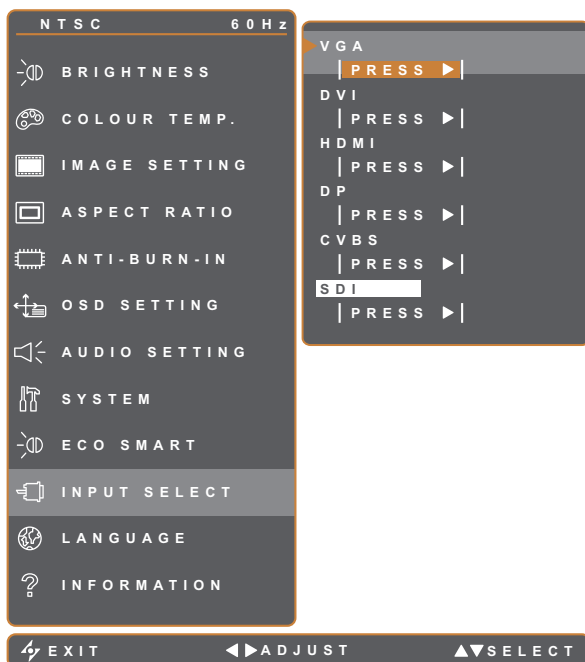 NTSC 60Hz
BRIGHTNESS
COLOUR TEMP.
IMAGE SETTING
ASPECT RATIO
ANTI-BURN-IN
OSD SETTING
AUDIO SETTING
SYSTEM
ECO SMART
INPUT SELECT
LANGUAGE
INFORMATION
VGA
PRESS
DVI
PRESS
HDMI
PRESS
DP
PRESS
CVBS
PRESS
SDI
PRESS
EXIT ADJUST SELECT